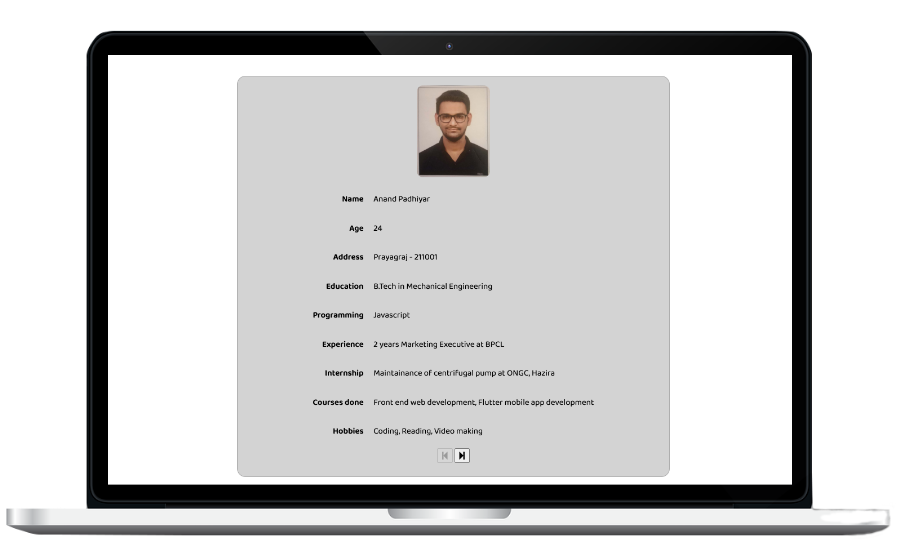 Name Anand Padhiyar
Age 24
Address Prayagraj - 211001
Education B.Tech in Mechanical Engineering
Programming Javascript
Experience 2 years Marketing Executive at BPCL
Internship Maintainance of centrifugal pump at ONGC, Hazira
Courses done Front end web development, Flutter mobile app development
Hobbies Coding, Reading, Video making